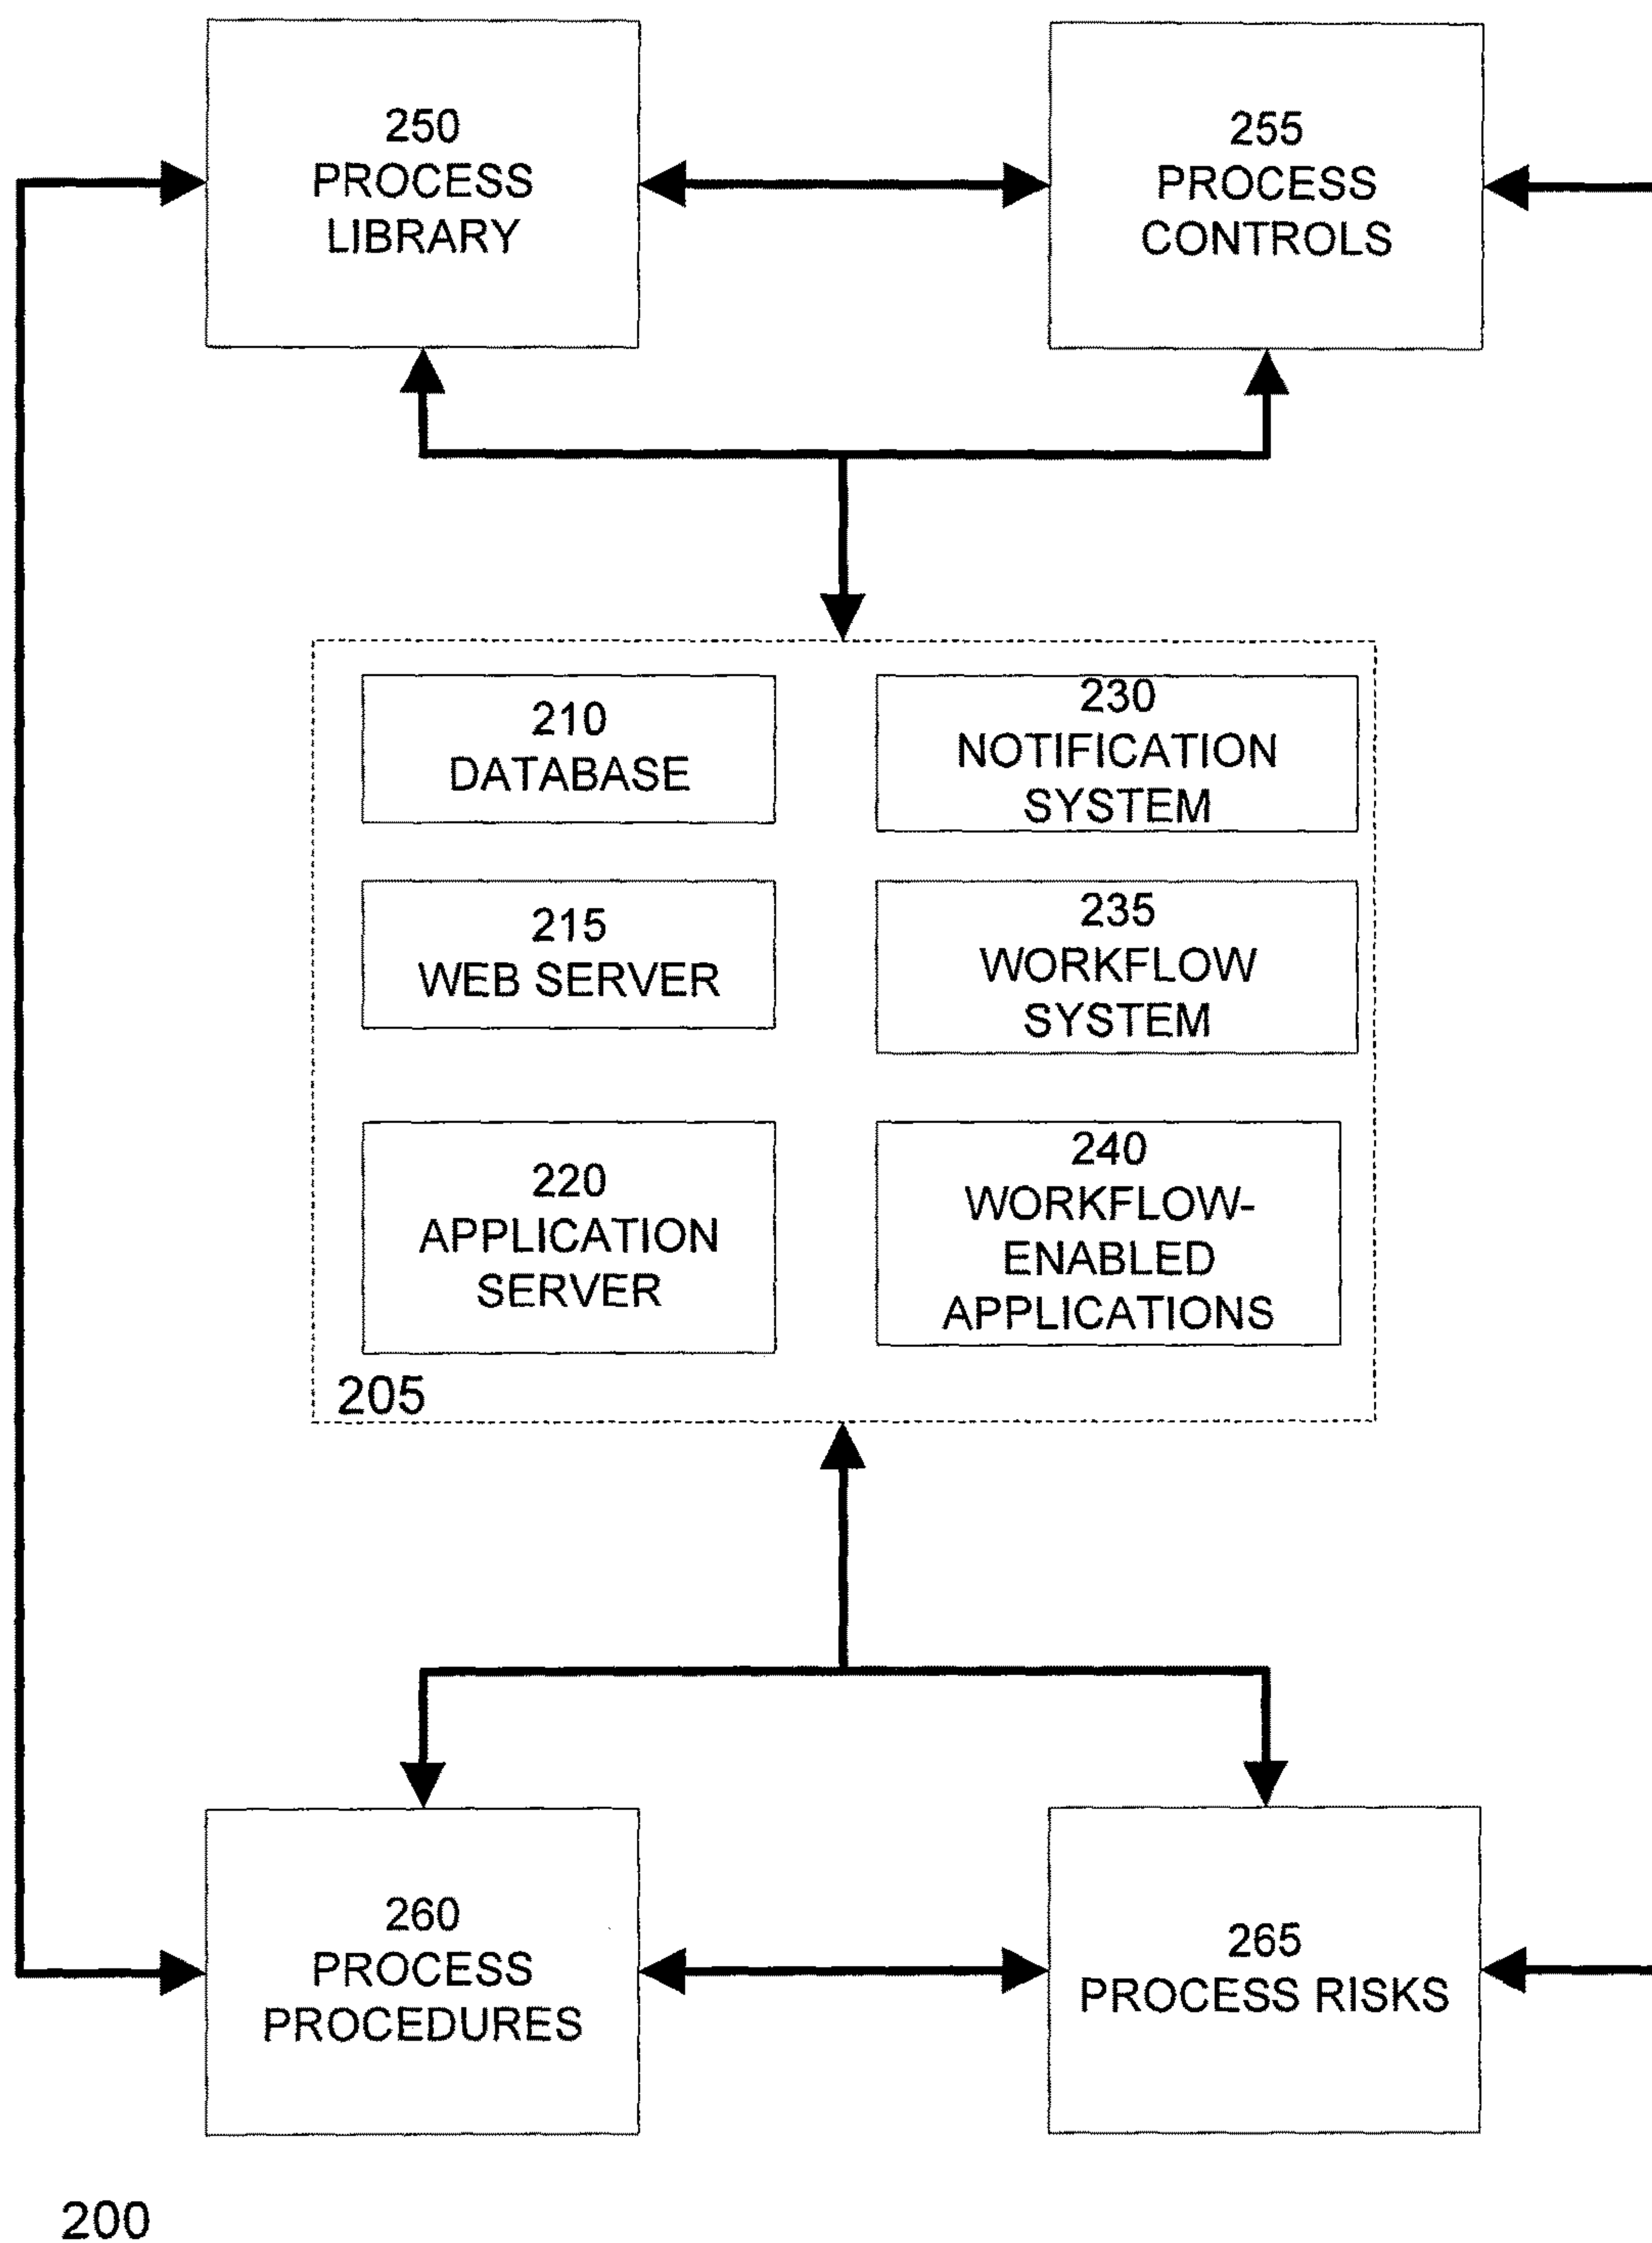 250
PROCESS
LIBRARY
255
PROCESS
CONTROLS
210
DATABASE
230
NOTIFICATION
SYSTEM
215
WEB SERVER
235
WORKFLOW
SYSTEM
220
APPLICATION
SERVER
240
WORKFLOW-
ENABLED
APPLICATIONS
205
260
PROCESS
PROCEDURES
265
PROCESS RISKS
200